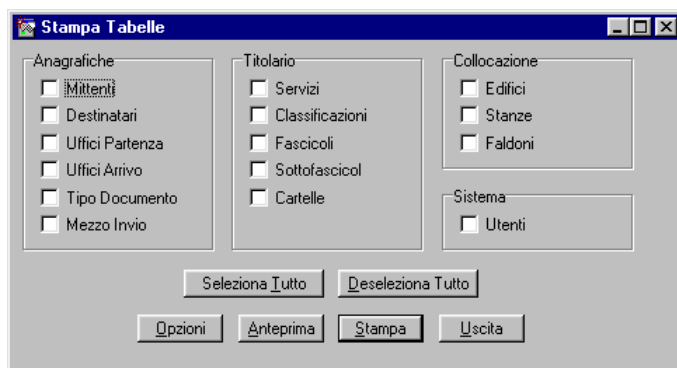 Stampa Tabelle
Anagrafiche
Mittenti
Destinatari
Uffici Partenza
Uffici Arrivo
Tipo Documento
Mezzo Invio
Titolario
Servizi
Classificazioni
Fascicoli
Sottofascicol
Cartelle
Collocazione
Edifici
Stanze
Faldoni
Sistema
Utenti
Seleziona Tutto
Deseleziona Tutto
Opzioni
Anteprima
Stampa
Uscita